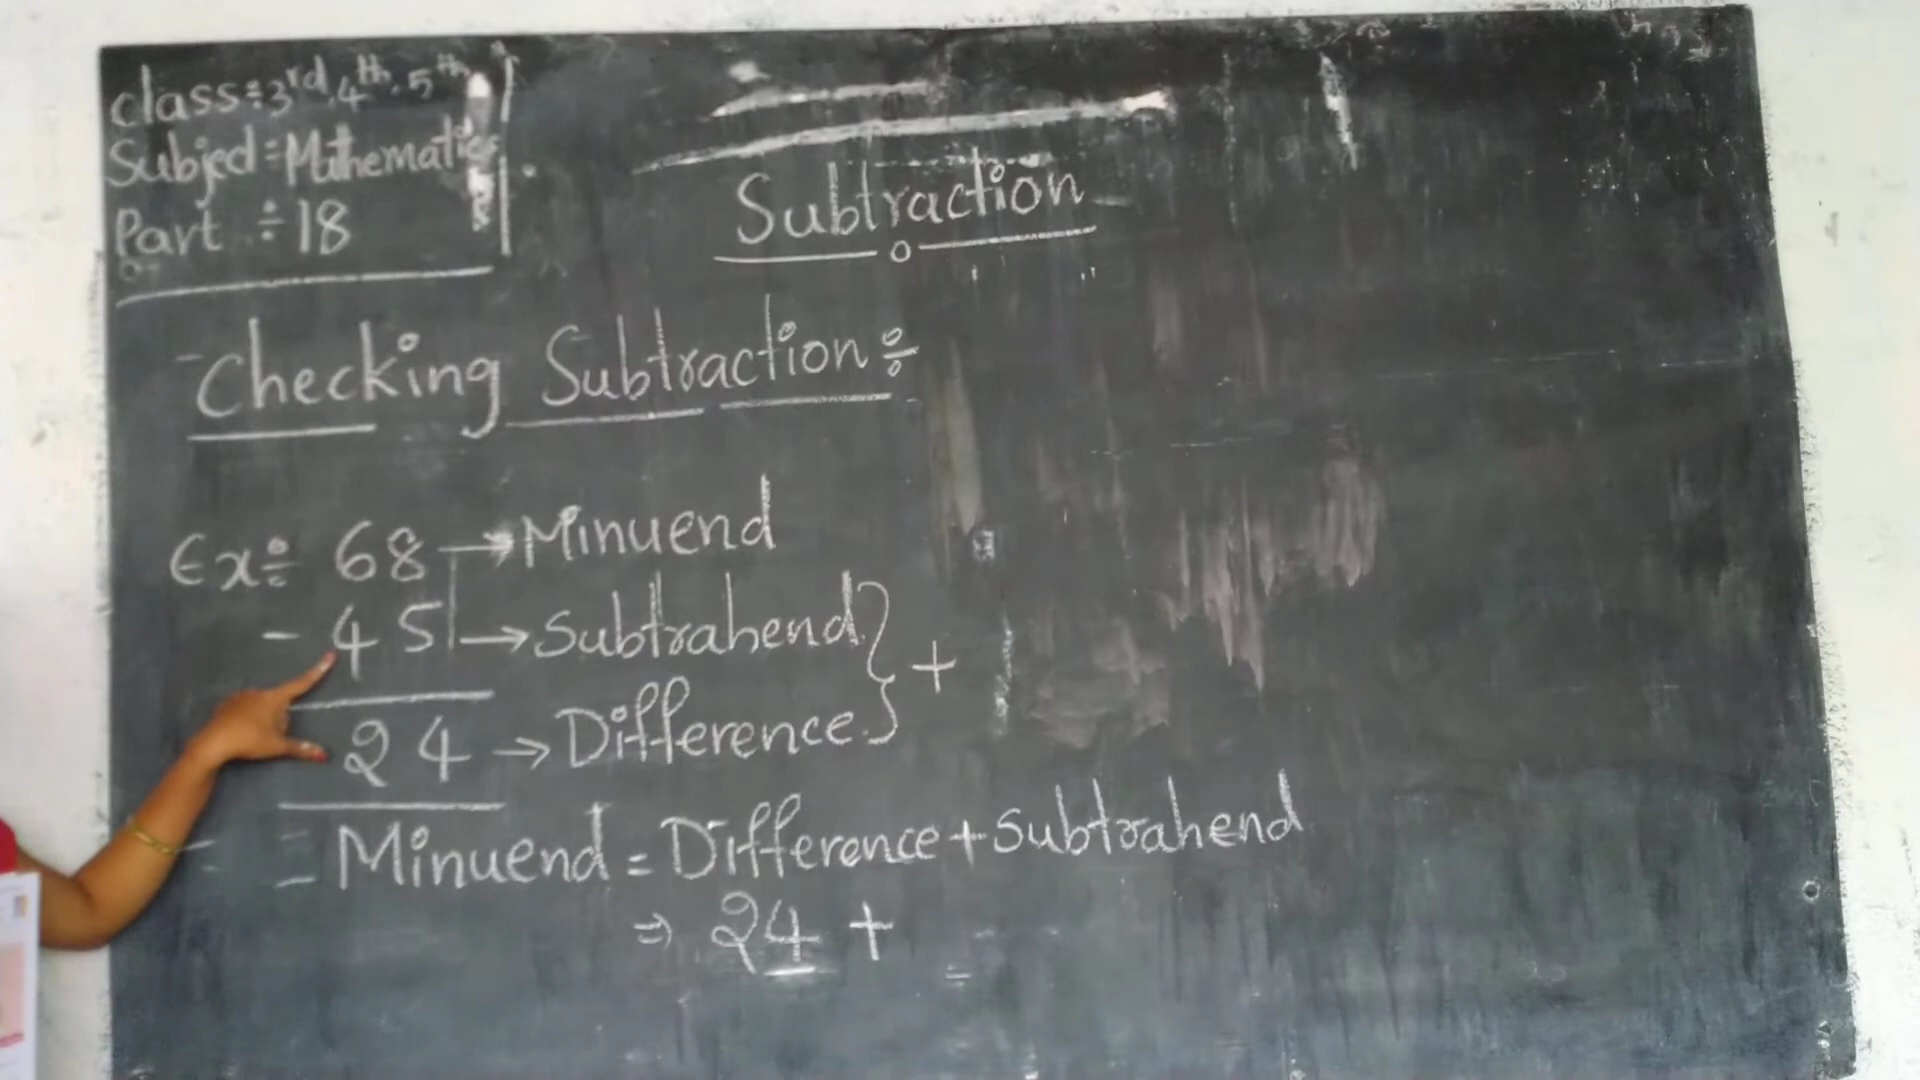 class÷3rd,4th,5th
Subject=Mathematics
Part ÷18
Subtraction
Checking Subtraction÷
Ex÷ 68→Minuend
- 45→Subtrahend } +
24→Difference
=Minuend=Difference+Subtrahend
⇒ 24 +